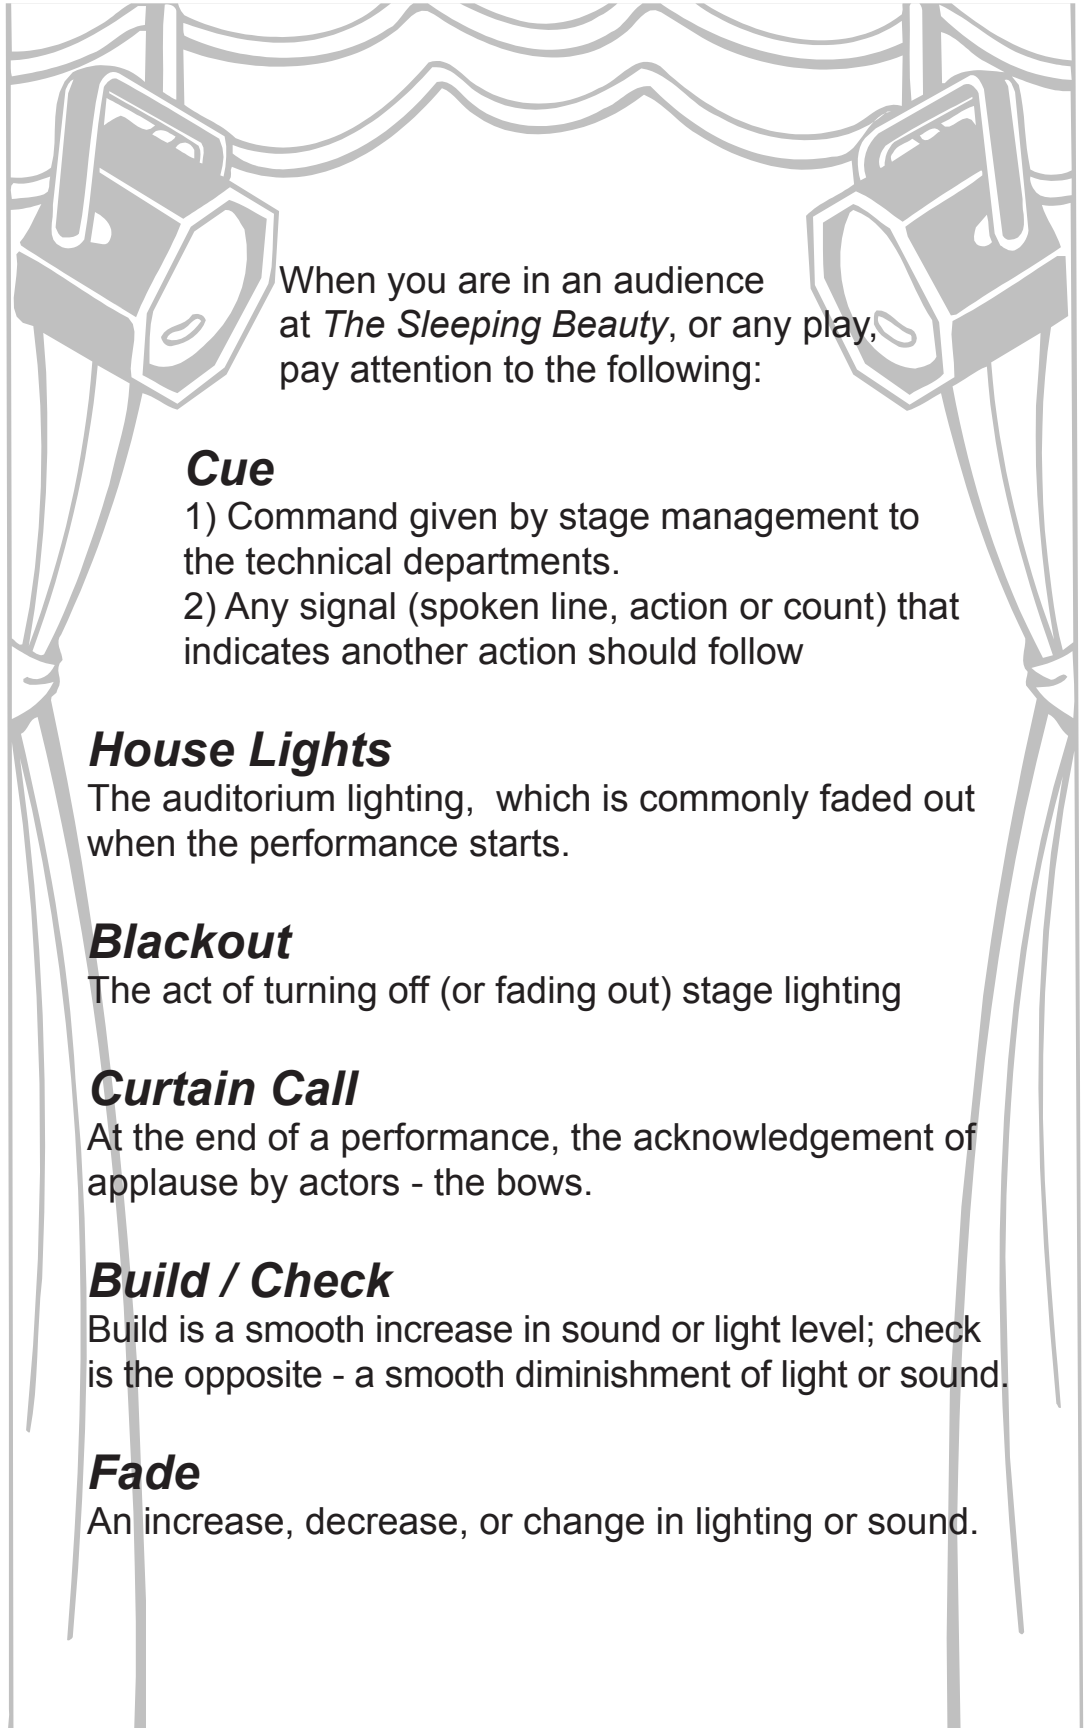 When you are in an audience
at The Sleeping Beauty, or any play,
pay attention to the following:
Cue
1) Command given by stage management to
the technical departments.
2) Any signal (spoken line, action or count) that
indicates another action should follow
House Lights
The auditorium lighting,  which is commonly faded out
when the performance starts.
Blackout
The act of turning off (or fading out) stage lighting
Curtain Call
At the end of a performance, the acknowledgement of
applause by actors - the bows.
Build / Check
Build is a smooth increase in sound or light level; check
is the opposite - a smooth diminishment of light or sound.
Fade
An increase, decrease, or change in lighting or sound.